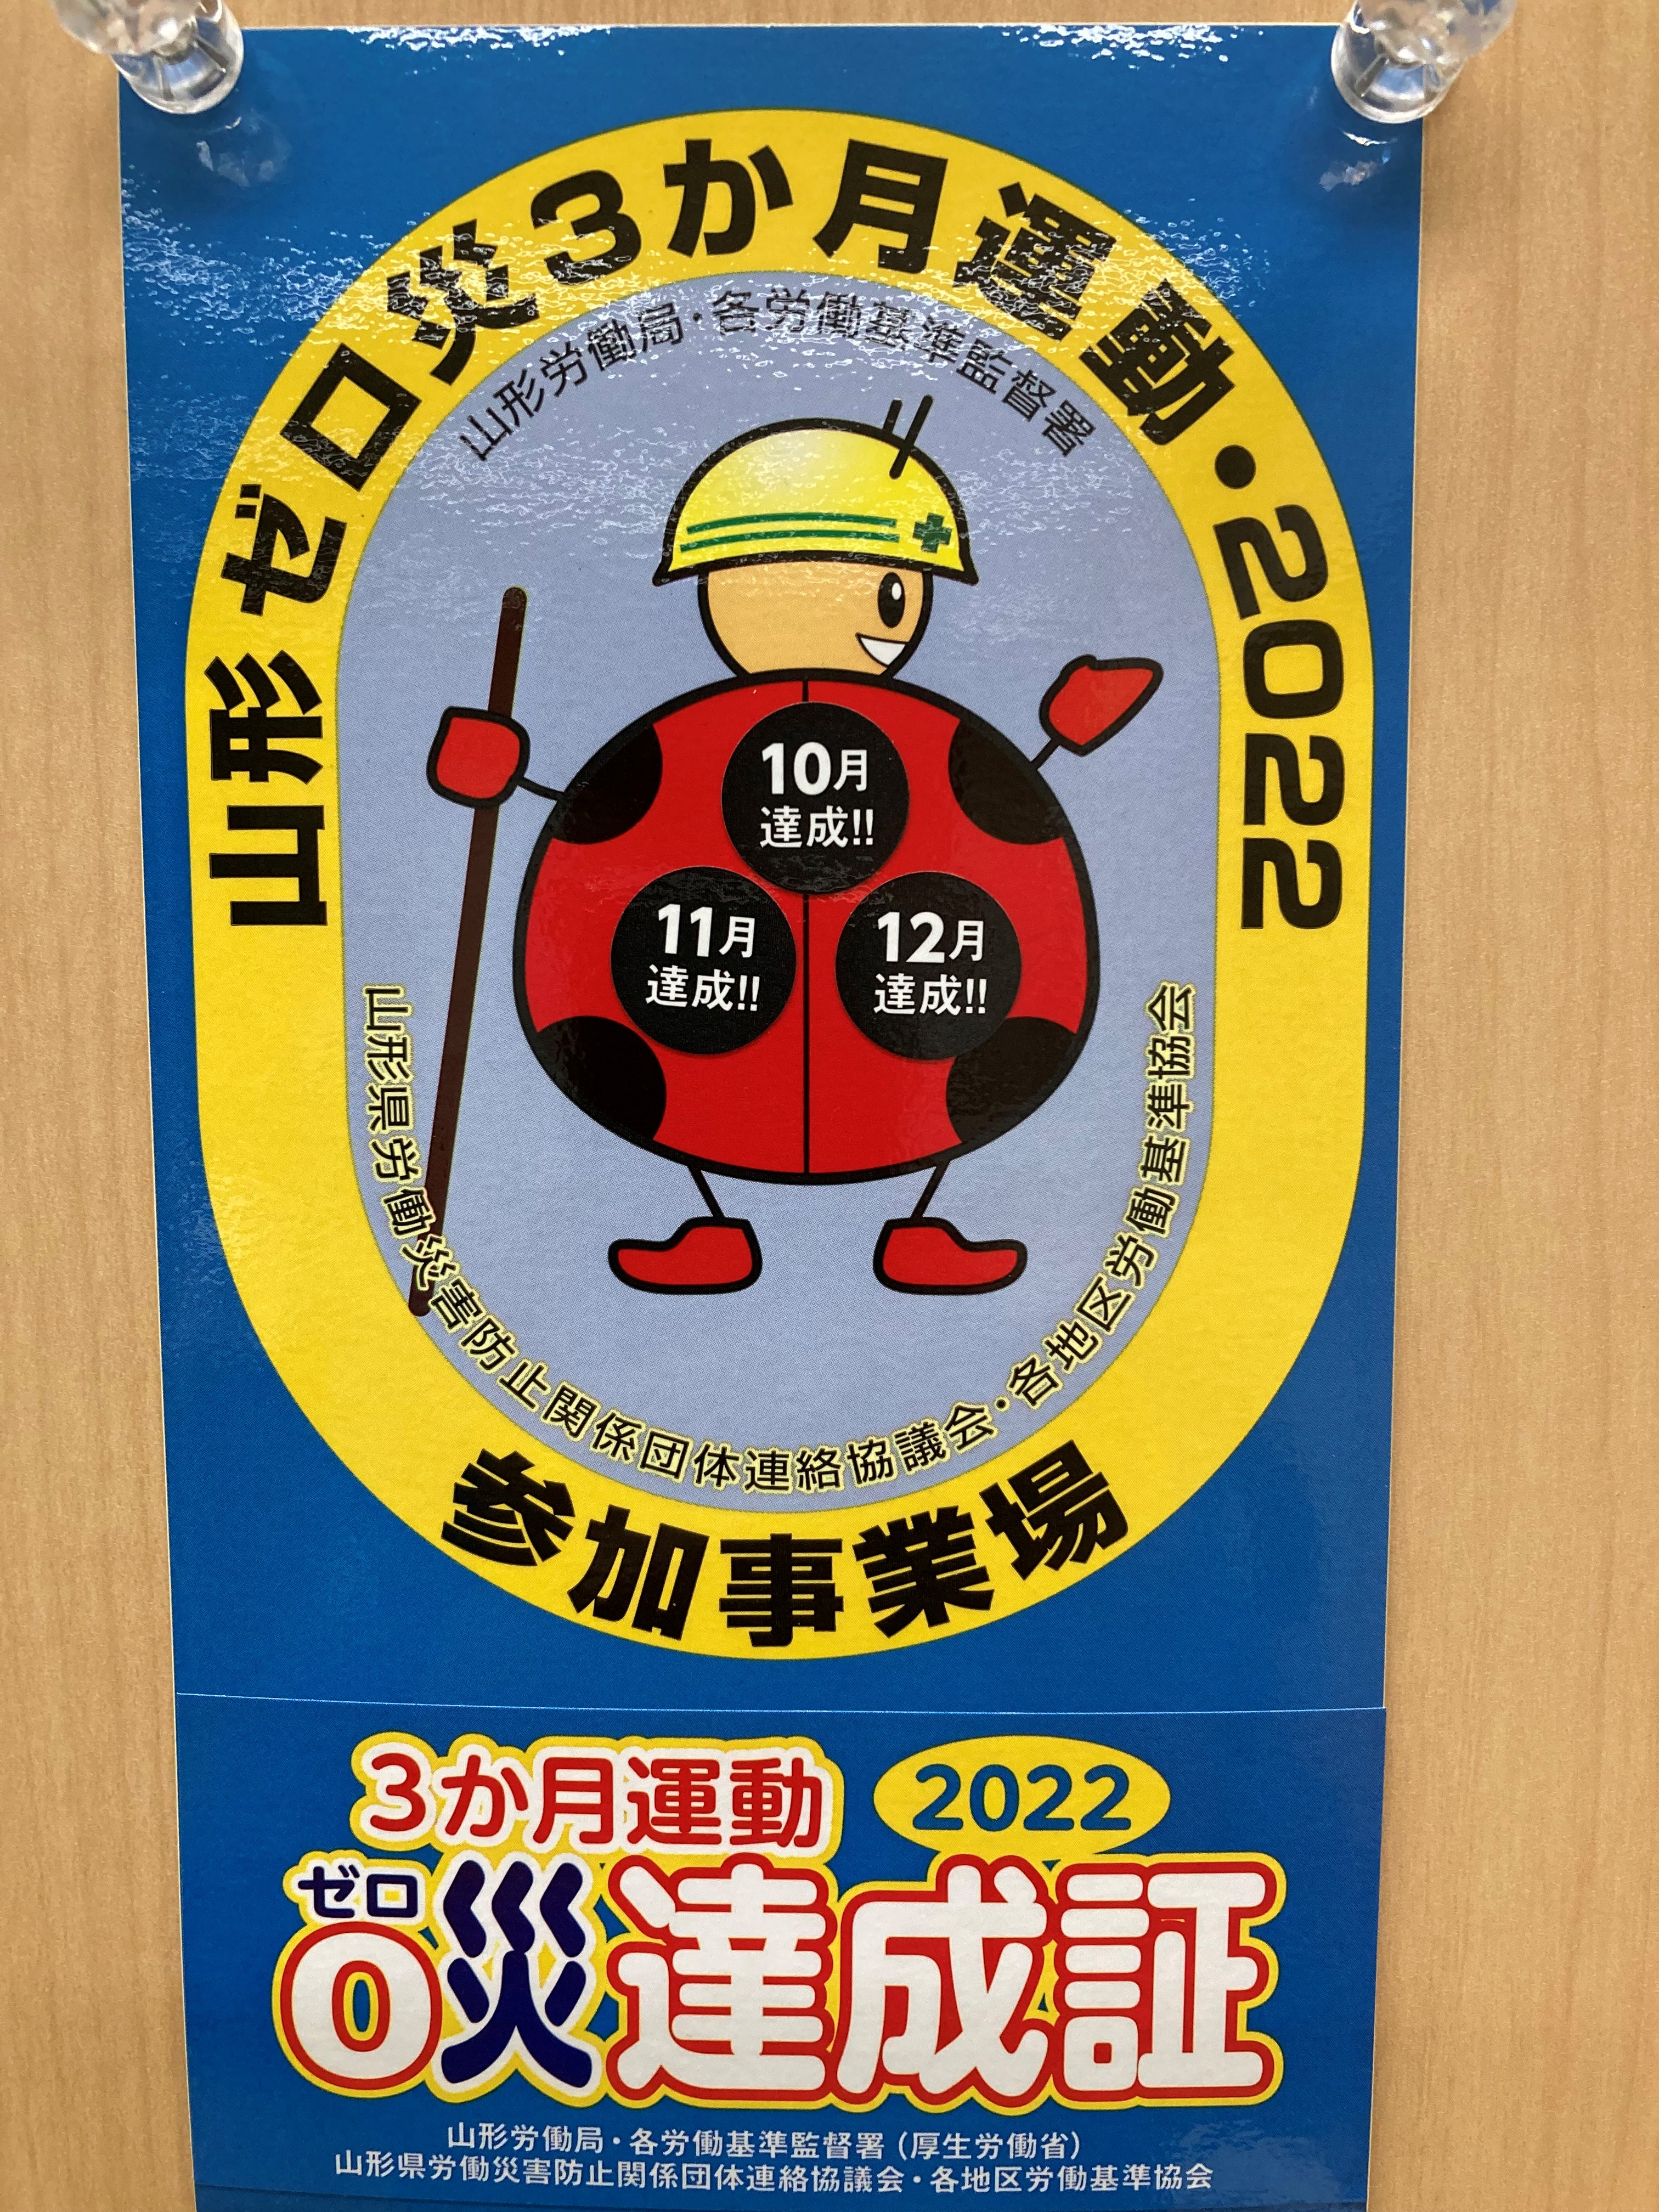 山形ゼロ災3か月運動・2022
山形労働局・各労働基準監督署
10月
達成!!
11月
達成!!
12月
達成!!
山形県労働災害防止関係団体連絡協議会・各地区労働基準協会
参加事業場
3か月運動
2022
ゼロ
0災達成証
山形労働局・各労働基準監督署(厚生労働省)
山形県労働災害防止関係団体連絡協議会・各地区労働基準協会